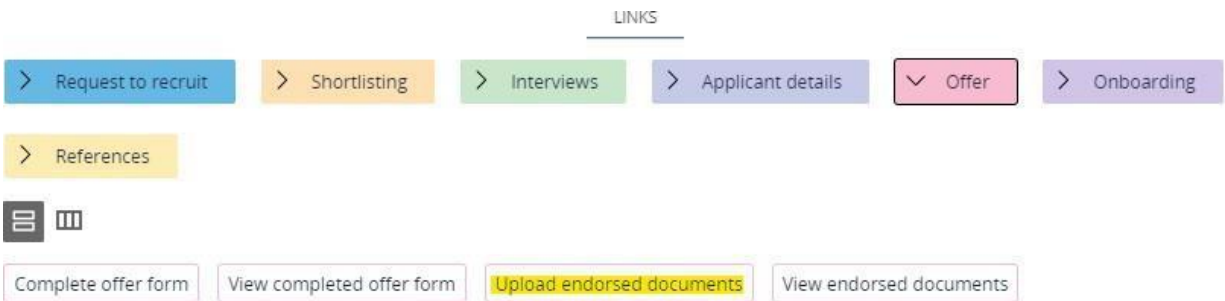 LINKS
Request to recruit Shortlisting Interviews Applicant details Offer Onboarding
References
Complete offer form View completed offer form Upload endorsed documents View endorsed documents